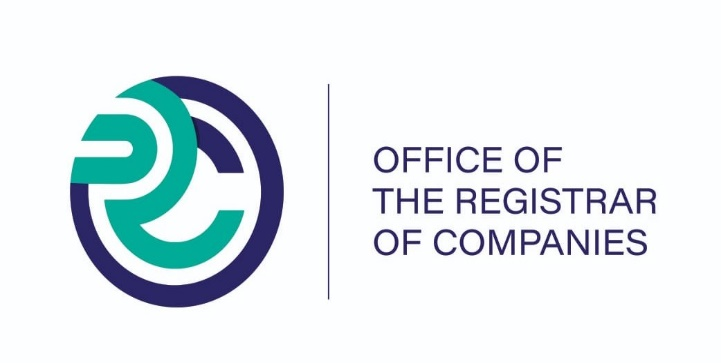 OFFICE OF
THE REGISTRAR
OF COMPANIES